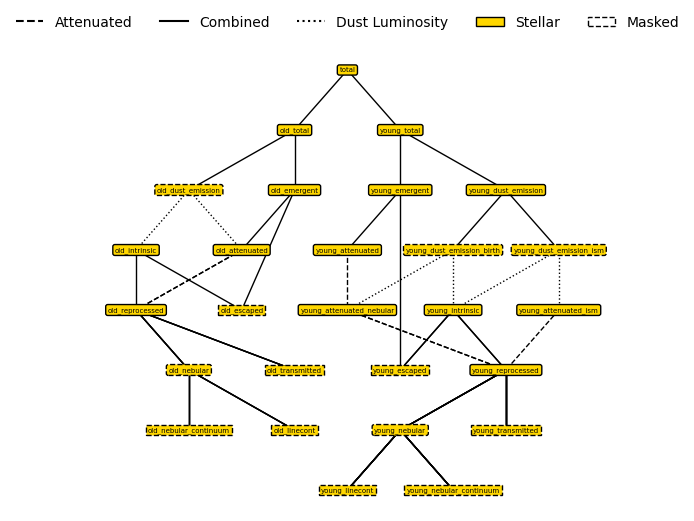 Attenuated Combined Dust Luminosity Stellar Masked
total
old_total young_total
old_dust_emission old_emergent young_emergent young_dust_emission
old_intrinsic old_attenuated young_attenuated young_dust_emission_birth young_dust_emission_ism
old_reprocessed old_escaped young_attenuated_nebular young_intrinsic young_attenuated_ism
old_nebular old_transmitted young_escaped young_reprocessed
old_nebular_continuum old_linecont young_nebular young_transmitted
young_linecont young_nebular_continuum